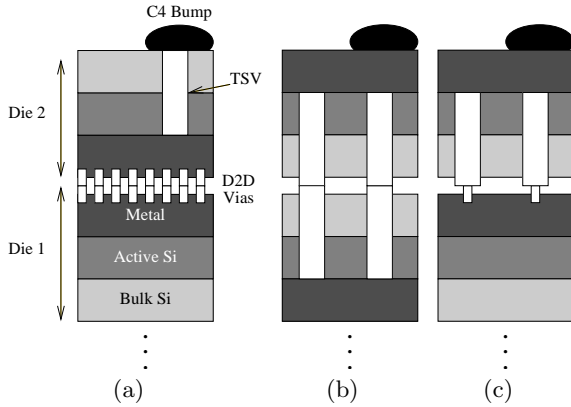 C4 Bump
TSV
Die 2
D2D
Vias
Metal
Die 1
Active Si
Bulk Si
(a)
(b)
(c)